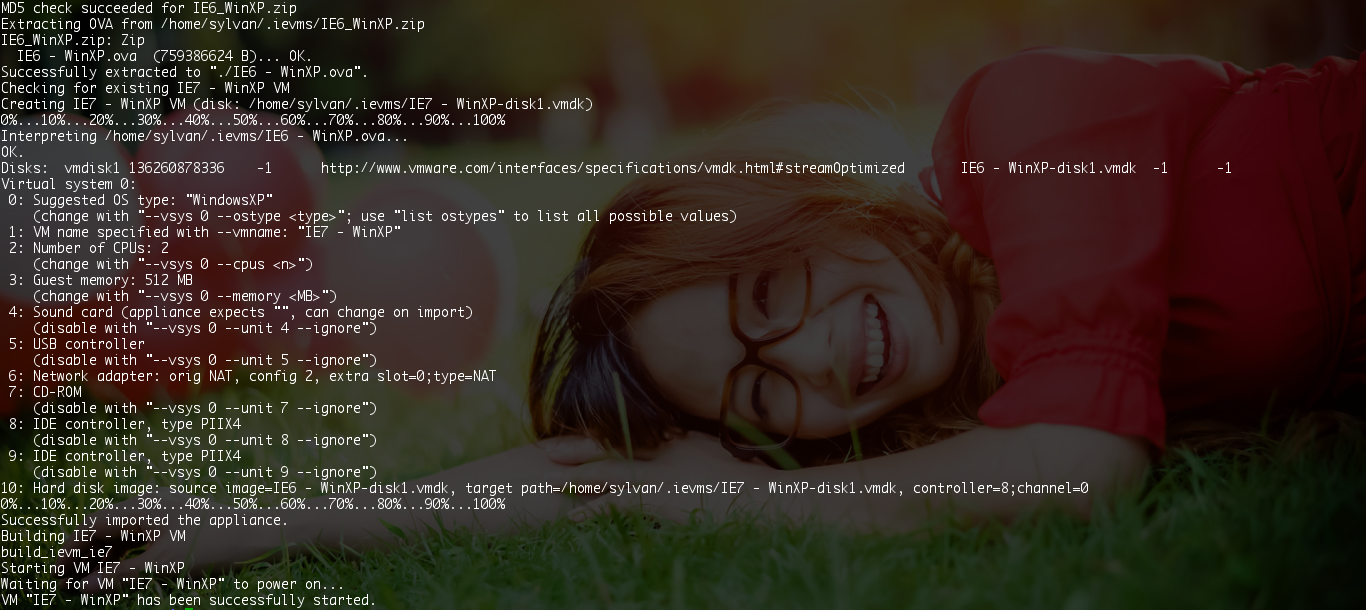 MD5 check succeeded for IE6_WinXP.zip
Extracting OVA from /home/sylvan/.ievms/IE6_WinXP.zip
IE6_WinXP.zip: Zip
  IE6 - WinXP.ova  (759386624 B)... OK.
Successfully extracted to "./IE6 - WinXP.ova".
Checking for existing IE7 - WinXP VM
Creating IE7 - WinXP VM (disk: /home/sylvan/.ievms/IE7 - WinXP-disk1.vmdk)
0%...10%...20%...30%...40%...50%...60%...70%...80%...90%...100%
Interpreting /home/sylvan/.ievms/IE6 - WinXP.ova...
OK.
Disks:  vmdisk1 136260878336    -1      http://www.vmware.com/interfaces/specifications/vmdk.html#streamOptimized       IE6 - WinXP-disk1.vmdk  -1      -1
Virtual system 0:
 0: Suggested OS type: "WindowsXP"
    (change with "--vsys 0 --ostype <type>"; use "list ostypes" to list all possible values)
 1: VM name specified with --vmname: "IE7 - WinXP"
 2: Number of CPUs: 2
    (change with "--vsys 0 --cpus <n>")
 3: Guest memory: 512 MB
    (change with "--vsys 0 --memory <MB>")
 4: Sound card (appliance expects "", can change on import)
    (disable with "--vsys 0 --unit 4 --ignore")
 5: USB controller
    (disable with "--vsys 0 --unit 5 --ignore")
 6: Network adapter: orig NAT, config 2, extra slot=0;type=NAT
 7: CD-ROM
    (disable with "--vsys 0 --unit 7 --ignore")
 8: IDE controller, type PIIX4
    (disable with "--vsys 0 --unit 8 --ignore")
 9: IDE controller, type PIIX4
    (disable with "--vsys 0 --unit 9 --ignore")
10: Hard disk image: source image=IE6 - WinXP-disk1.vmdk, target path=/home/sylvan/.ievms/IE7 - WinXP-disk1.vmdk, controller=8;channel=0
0%...10%...20%...30%...40%...50%...60%...70%...80%...90%...100%
Successfully imported the appliance.
Building IE7 - WinXP VM
build_ievm_ie7
Starting VM IE7 - WinXP
Waiting for VM "IE7 - WinXP" to power on...
VM "IE7 - WinXP" has been successfully started.